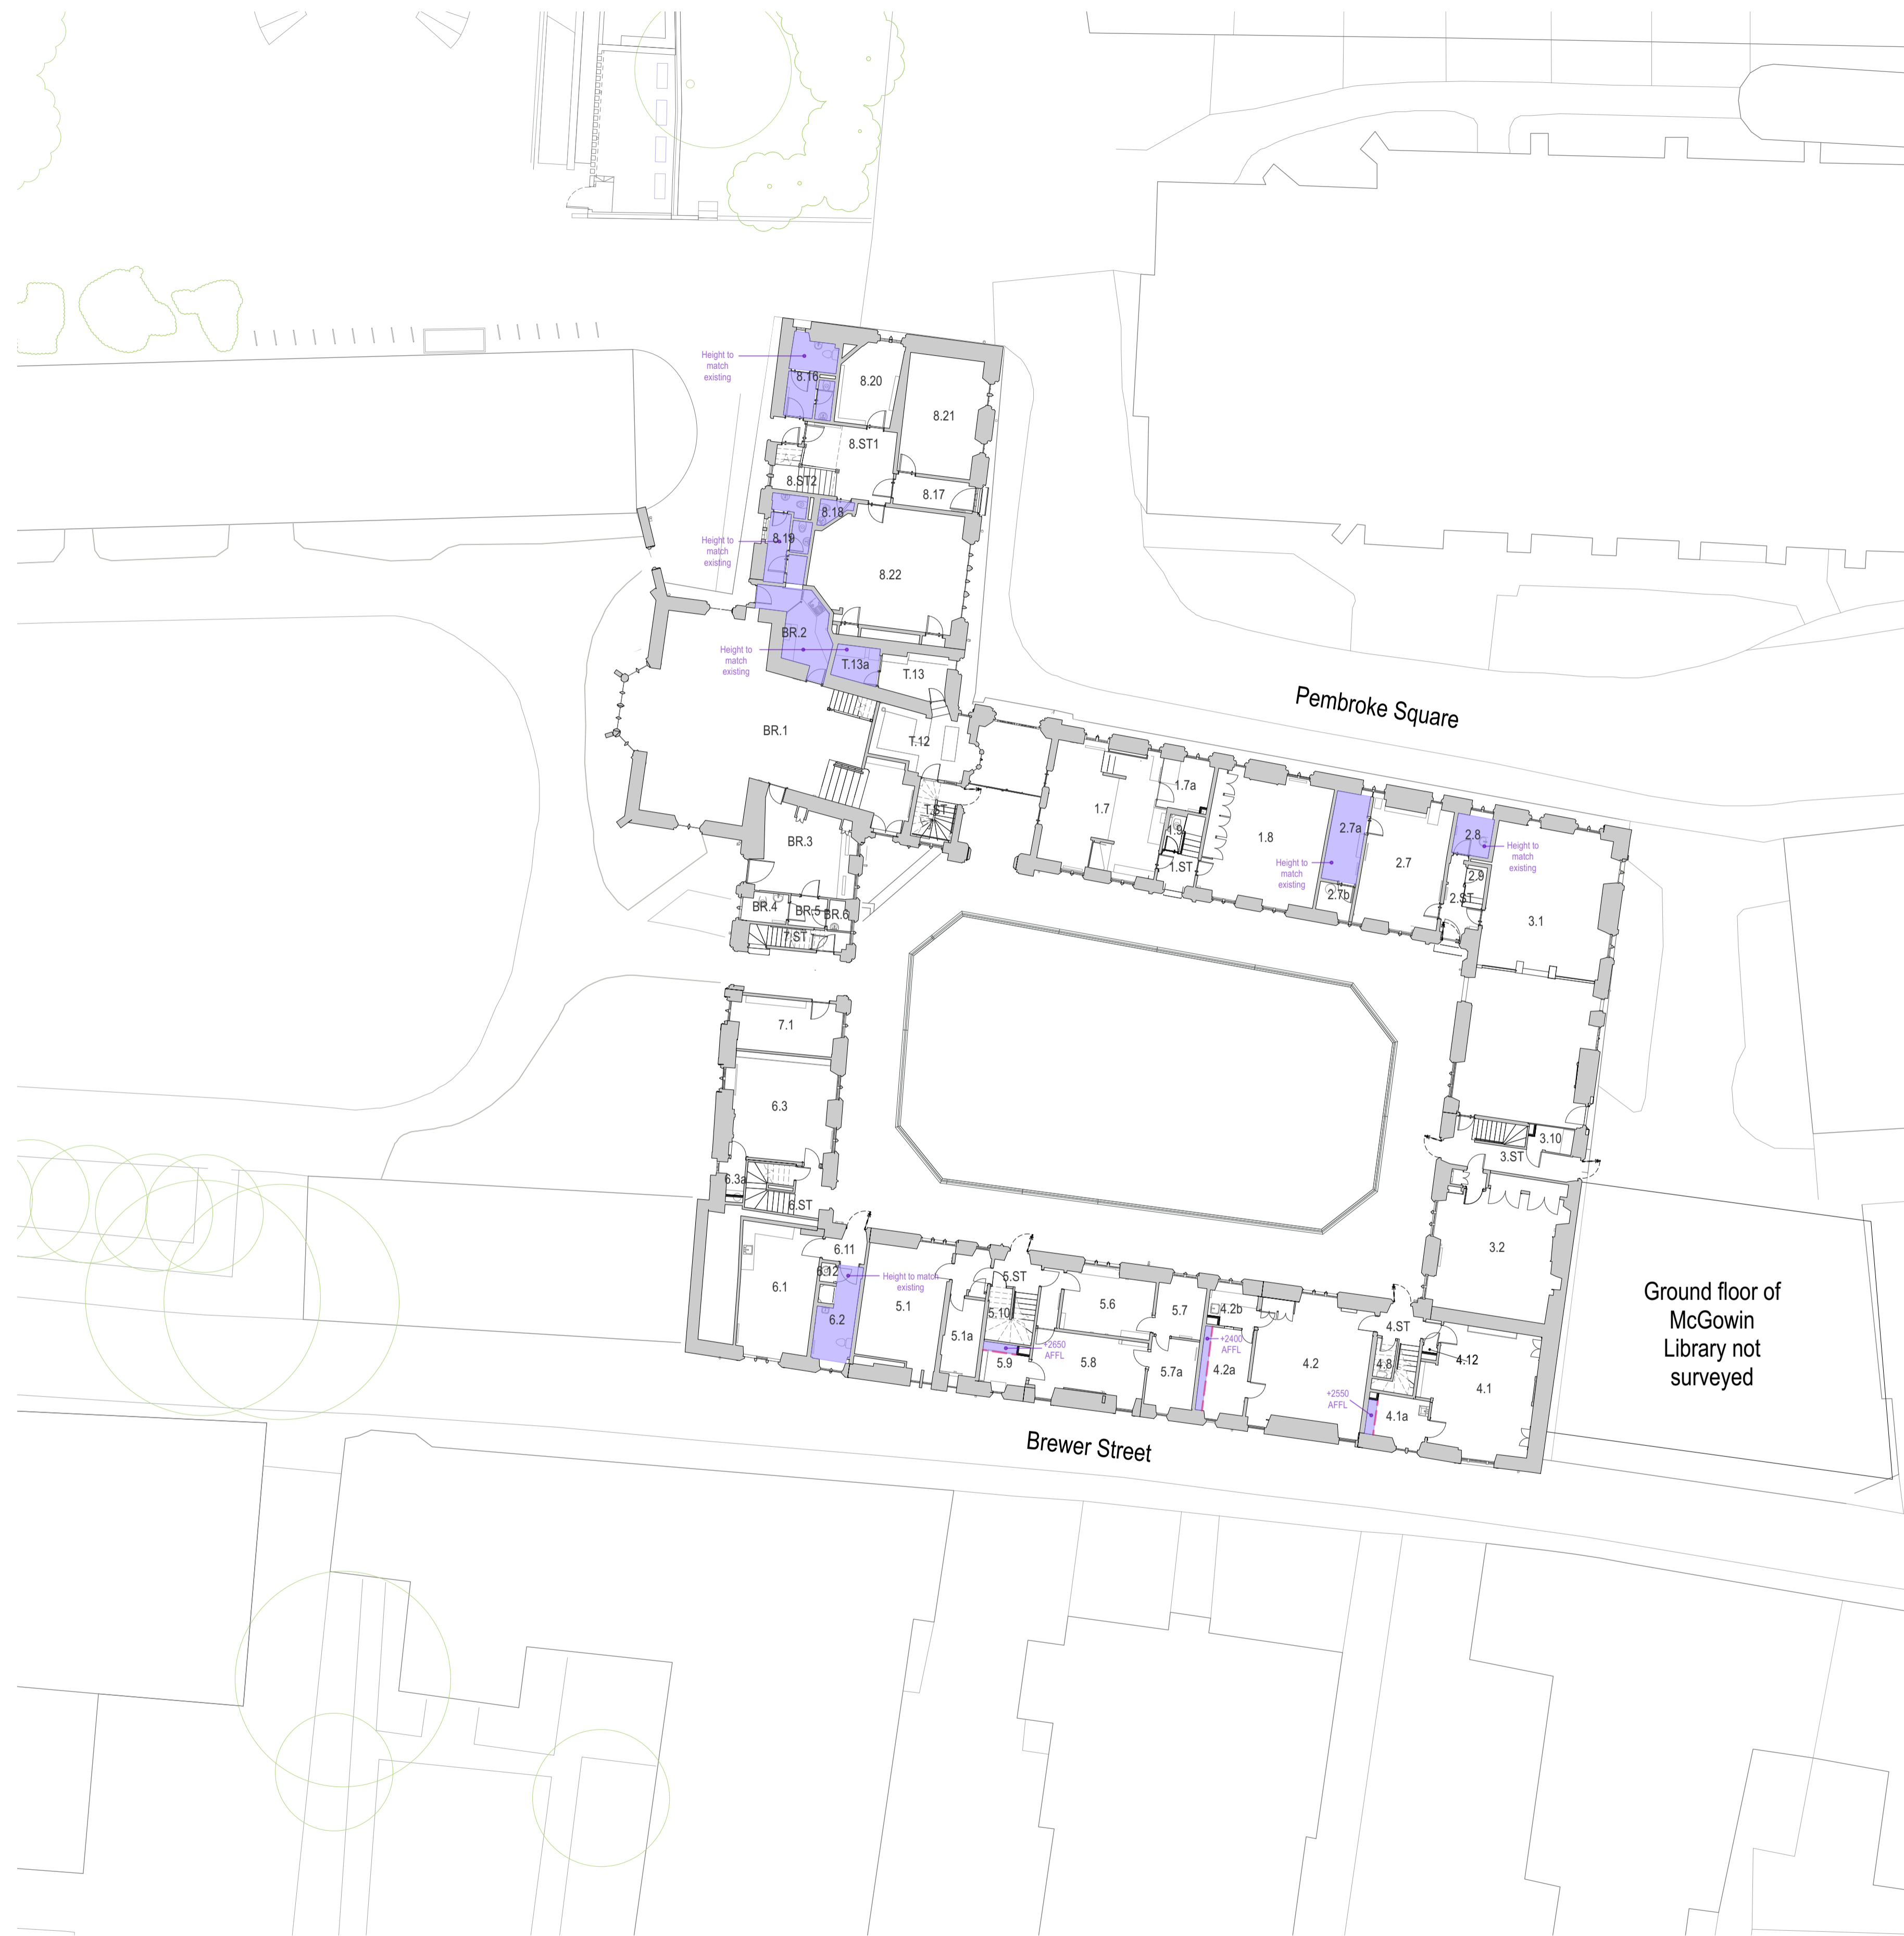 Height to
match
existing
8.16
8.20
8.21
8.ST1
8.ST2
8.17
8.18
8.19
Height to
match
existing
8.22
BR.2
Height to
match
existing
T.13a
T.13
BR.1
T.12
T.ST
Pembroke Square
1.7
1.7a
1.9
1.ST
1.8
2.7a
Height to
match
existing
2.7b
2.7
2.8
Height to
match
existing
2.9
2.ST
3.1
BR.3
BR.4
BR.5
BR.6
7.ST
7.1
6.3
6.3a
6.ST
3.10
3.ST
3.2
6.11
6.12
Height to match
existing
6.1
6.2
5.1
5.1a
5.ST
5.10
+2650
AFFL
5.9
5.6
5.7
5.8
5.7a
4.2b
+2400
AFFL
4.2a
4.2
4.ST
4.8
4.12
4.1
+2550
AFFL
4.1a
Ground floor of
McGowin
Library not
surveyed
Brewer Street